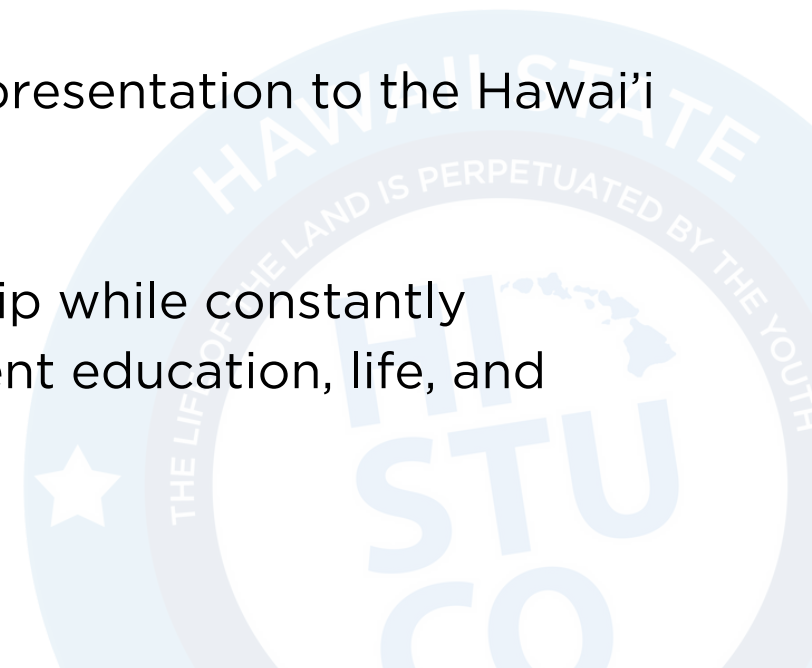 presentation to the Hawai’i
ip while constantly
ent education, life, and
HAWAII STATE
THE LIFE OF THE LAND IS PERPETUATED BY THE YOUTH
HI
STU
CO